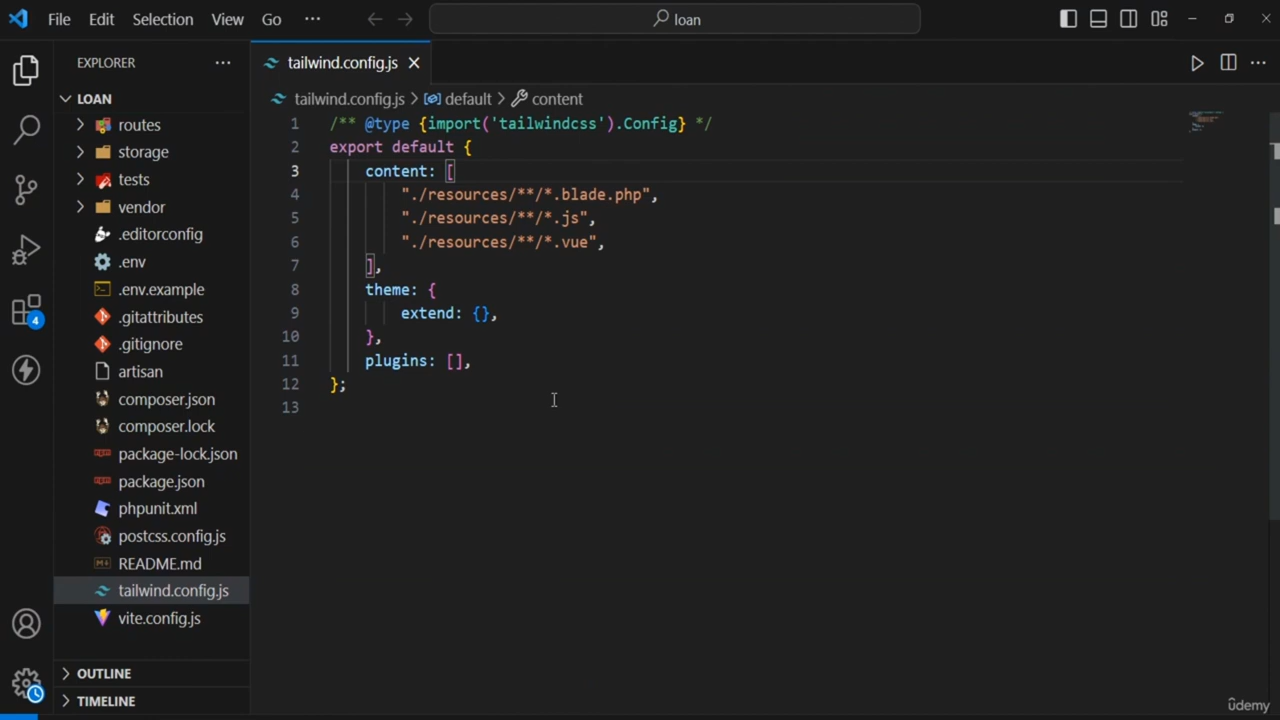 File Edit Selection View Go ···
loan
EXPLORER ···
tailwind.config.js
LOAN
tailwind.config.js > default > content
routes
storage
tests
vendor
.editorconfig
.env
.env.example
.gitattributes
.gitignore
artisan
composer.json
composer.lock
package-lock.json
package.json
phpunit.xml
postcss.config.js
README.md
tailwind.config.js
vite.config.js
OUTLINE
TIMELINE
4
1 /** @type {import('tailwindcss').Config} */
2 export default {
3 content: [
4 "./resources/**/*.blade.php",
5 "./resources/**/*.js",
6 "./resources/**/*.vue",
7 ],
8 theme: {
9 extend: {},
10 },
11 plugins: [],
12 };
13
ûdemy